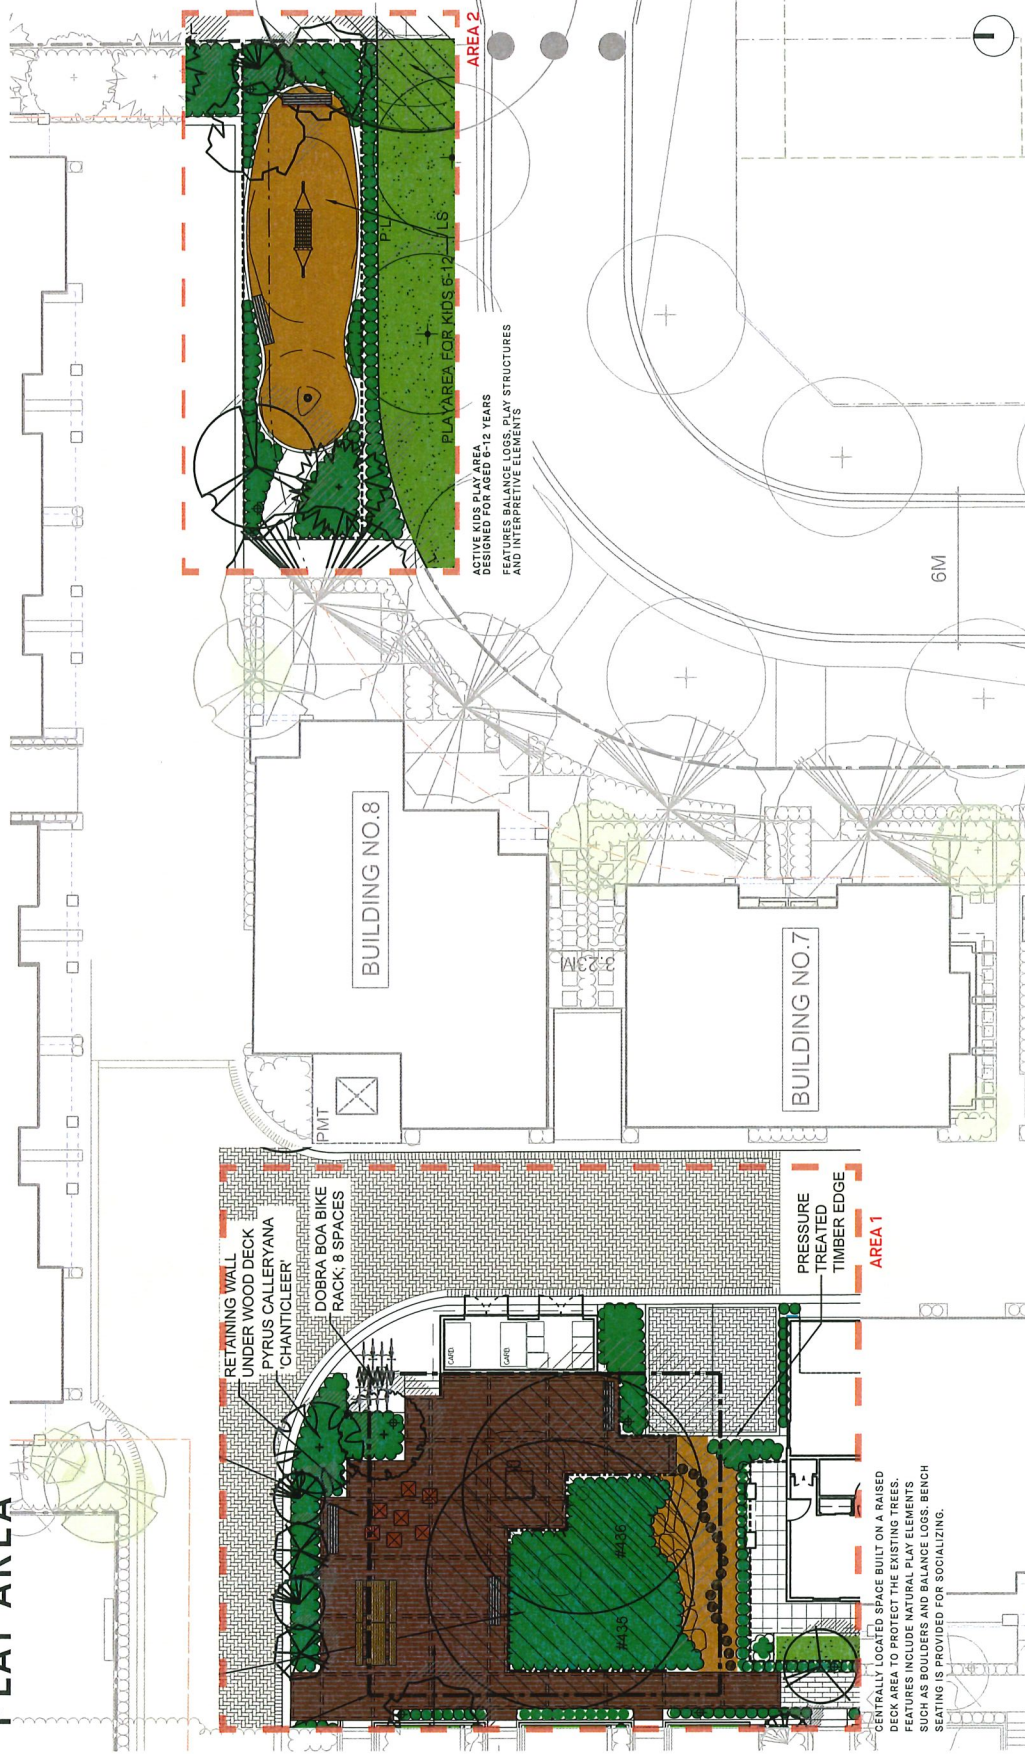 PLAY AREA
AREA 2
P.L.
PLAYAREA FOR KIDS 6-12
LS
ACTIVE KIDS PLAY AREA
DESIGNED FOR AGED 6-12 YEARS
FEATURES BALANCE LOGS, PLAY STRUCTURES
AND INTERPRETIVE ELEMENTS
6M
BUILDING NO.8
3.23M
BUILDING NO.7
PMT
RETAINING WALL
UNDER WOOD DECK
PYRUS CALLERYANA
'CHANTICLEER'
DOBRA BOA BIKE
RACK; 8 SPACES
PRESSURE
TREATED
TIMBER EDGE
AREA 1
#435
#436
CENTRALLY LOCATED SPACE BUILT ON A RAISED
DECK AREA TO PROTECT THE EXISTING TREES.
FEATURES INCLUDE NATURAL PLAY ELEMENTS
SUCH AS BOULDERS AND BALANCE LOGS. BENCH
SEATING IS PROVIDED FOR SOCIALIZING.